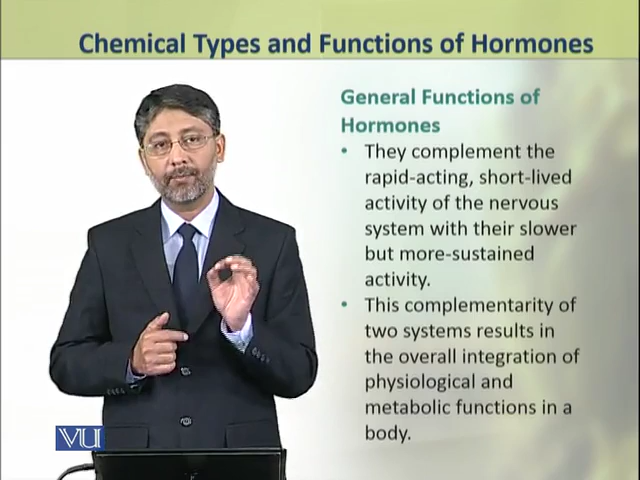 Chemical Types and Functions of Hormones
General Functions of
Hormones
• They complement the
rapid-acting, short-lived
activity of the nervous
system with their slower
but more-sustained
activity.
• This complementarity of
two systems results in
the overall integration of
physiological and
metabolic functions in a
body.
VU